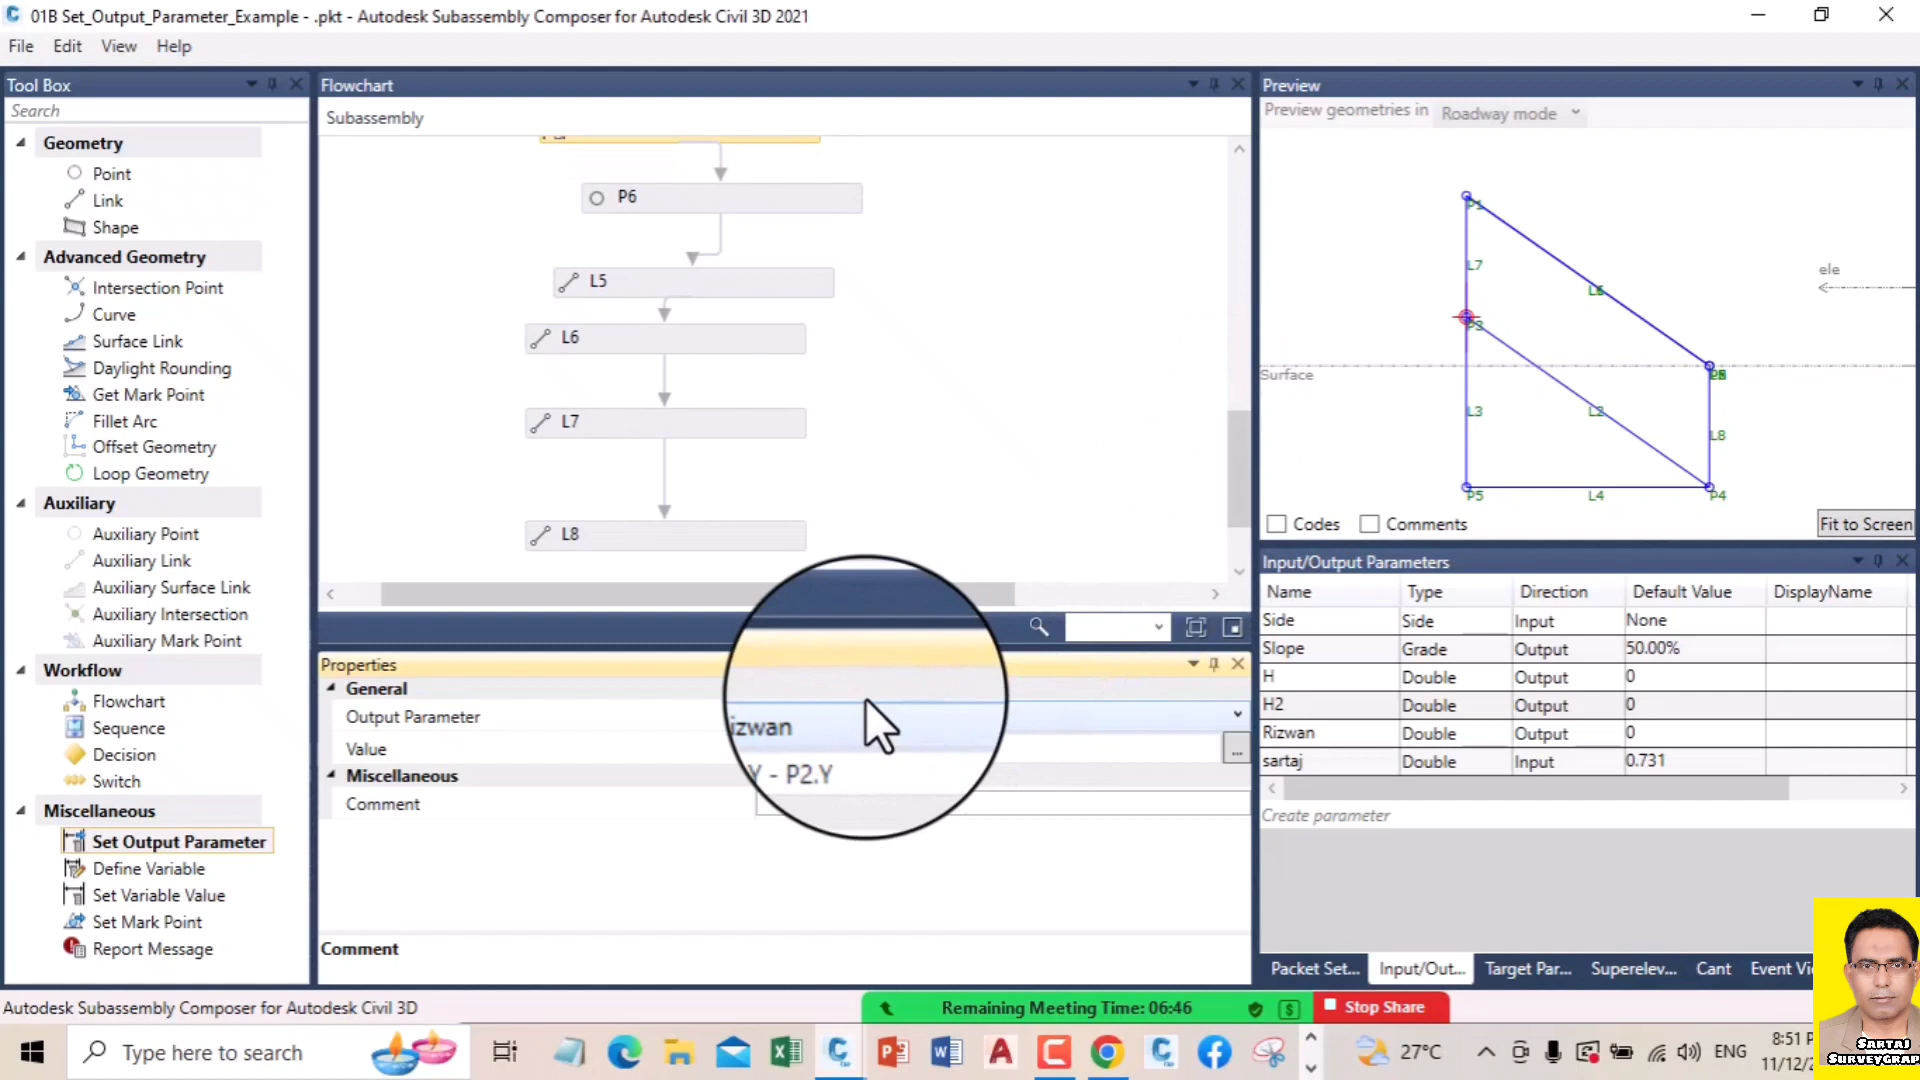 01B Set_Output_Parameter_Example - .pkt - Autodesk Subassembly Composer for Autodesk Civil 3D 2021
File Edit View Help
Tool Box
Search
Geometry
Point
Link
Shape
Advanced Geometry
Intersection Point
Curve
Surface Link
Daylight Rounding
Get Mark Point
Fillet Arc
Offset Geometry
Loop Geometry
Auxiliary
Auxiliary Point
Auxiliary Link
Auxiliary Surface Link
Auxiliary Intersection
Auxiliary Mark Point
Workflow
Flowchart
Sequence
Decision
Switch
Miscellaneous
Set Output Parameter
Define Variable
Set Variable Value
Set Mark Point
Report Message
Flowchart
Subassembly
P6
L5
L6
L7
L8
Properties
General
Output Parameter
izwan
Value
Y - P2.Y
Miscellaneous
Comment
Comment
Preview
Preview geometries in Roadway mode
P1
L7
ele
L6
P3
Surface
L3
L2
L8
P5
L4
P4
Codes
Comments
Fit to Screen
Input/Output Parameters
Name Type Direction Default Value DisplayName
Side Side Input None
Slope Grade Output 50.00%
H Double Output 0
H2 Double Output 0
Rizwan Double Output 0
sartaj Double Input 0.731
Create parameter
Packet Set... Input/Out... Target Par... Superelev... Cant Event Vi
Autodesk Subassembly Composer for Autodesk Civil 3D
Remaining Meeting Time: 06:46
Stop Share
Type here to search
27°C
ENG
8:51 P
11/12/2
SARTAJ
SURVEYGRAP